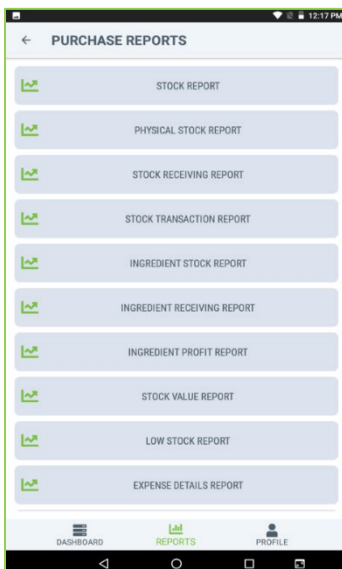 12:17 PM
PURCHASE REPORTS
STOCK REPORT
PHYSICAL STOCK REPORT
STOCK RECEIVING REPORT
STOCK TRANSACTION REPORT
INGREDIENT STOCK REPORT
INGREDIENT RECEIVING REPORT
INGREDIENT PROFIT REPORT
STOCK VALUE REPORT
LOW STOCK REPORT
EXPENSE DETAILS REPORT
DASHBOARD REPORTS PROFILE